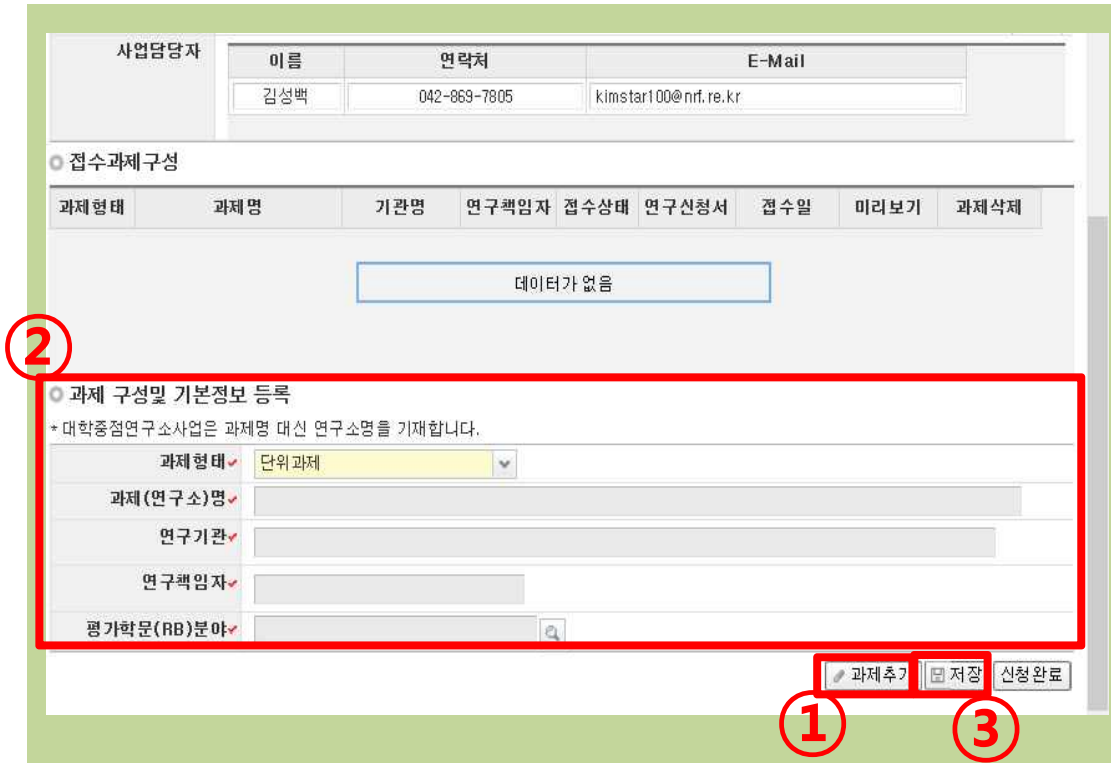 사업담당자
이름 연락처 E-Mail
김성백 042-869-7805 kimstar100@nrf.re.kr
접수과제구성
과제형태 과제명 기관명 연구책임자 접수상태 연구신청서 접수일 미리보기 과제삭제
데이터가 없음
②
과제 구성및 기본정보 등록
* 대학중점연구소사업은 과제명 대신 연구소명을 기재합니다.
과제형태 단위과제
과제(연구소)명
연구기관
연구책임자
평가학문(RB)분야
과제추가 저장 신청완료
① ③